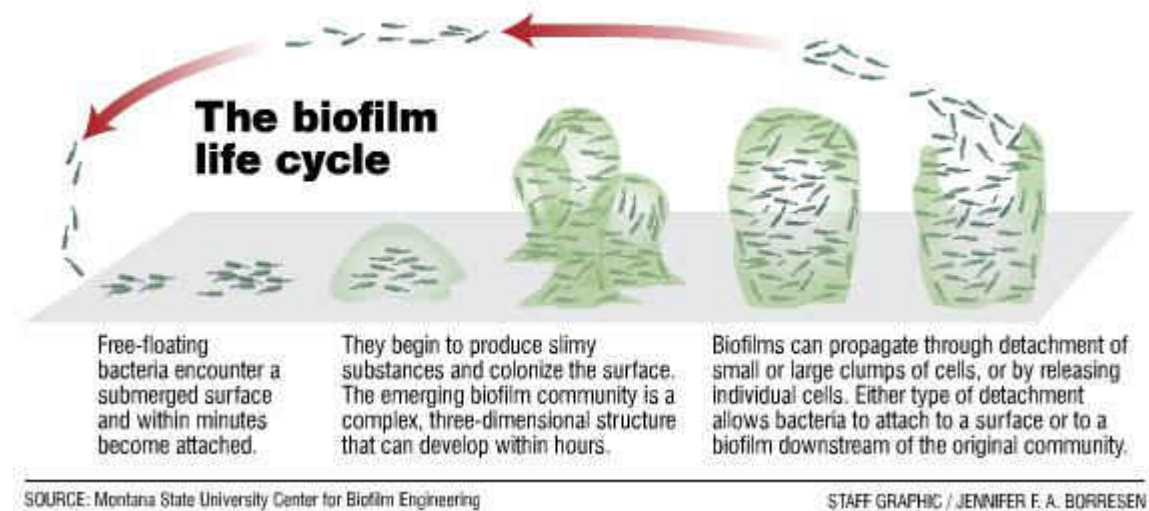 The biofilm
life cycle
Free-floating
bacteria encounter a
submerged surface
and within minutes
become attached.
They begin to produce slimy
substances and colonize the surface.
The emerging biofilm community is a
complex, three-dimensional structure
that can develop within hours.
Biofilms can propagate through detachment of
small or large clumps of cells, or by releasing
individual cells. Either type of detachment
allows bacteria to attach to a surface or to a
biofilm downstream of the original community.
SOURCE: Montana State University Center for Biofilm Engineering
STAFF GRAPHIC / JENNIFER F. A. BORRESEN